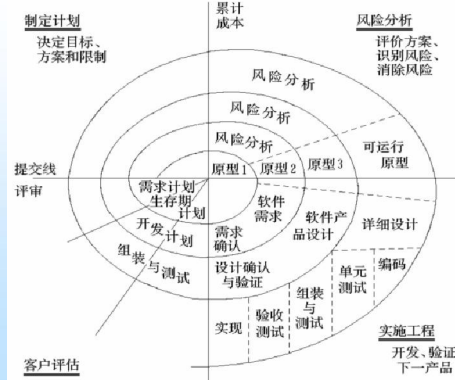 制定计划
决定目标、
方案和限制
累计
成本
风险分析
评价方案、
识别风险、
消除风险
风险分析
风险分析
风险分析
可运行
原型
提交线
评审
原型1
原型2
原型3
需求计划
生存期
计划
开发计划
组装与测试
软件
需求
需求
确认
软件产
品设计
详细设计
设计确认
与验证
编码
单元
测试
组装
与
测试
验收
测试
实现
客户评估
实施工程
开发、验证
下一产品